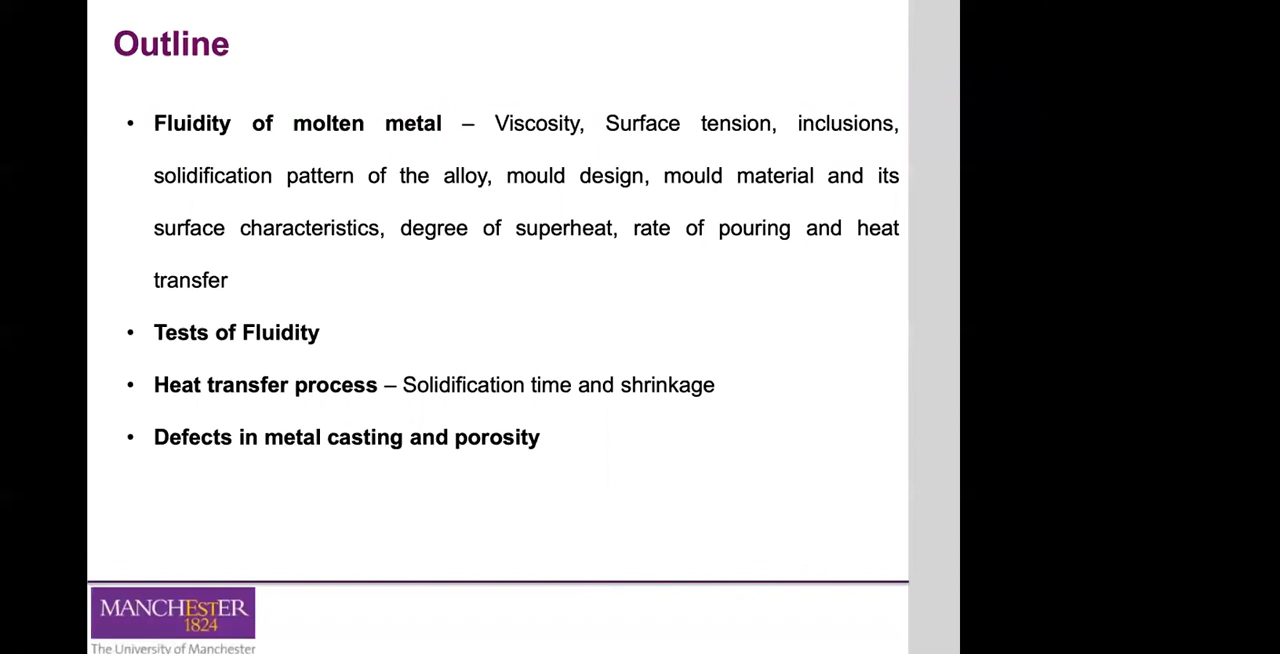 Outline
• Fluidity of molten metal – Viscosity, Surface tension, inclusions,
solidification pattern of the alloy, mould design, mould material and its
surface characteristics, degree of superheat, rate of pouring and heat
transfer
• Tests of Fluidity
• Heat transfer process – Solidification time and shrinkage
• Defects in metal casting and porosity
MANCHESTER
1824
The University of Manchester